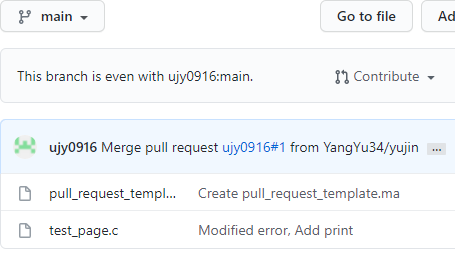 main Go to file Ad
This branch is even with ujy0916:main. Contribute
ujy0916 Merge pull request ujy0916#1 from YangYu34/yujin ...
pull_request_templ... Create pull_request_template.ma
test_page.c Modified error, Add print